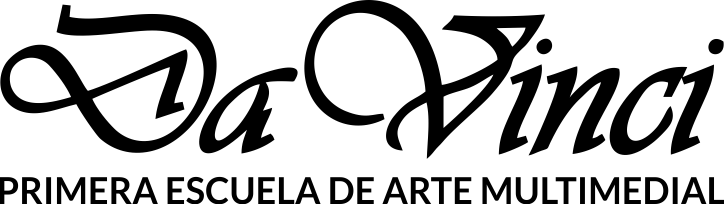 Da Vinci
PRIMERA ESCUELA DE ARTE MULTIMEDIAL